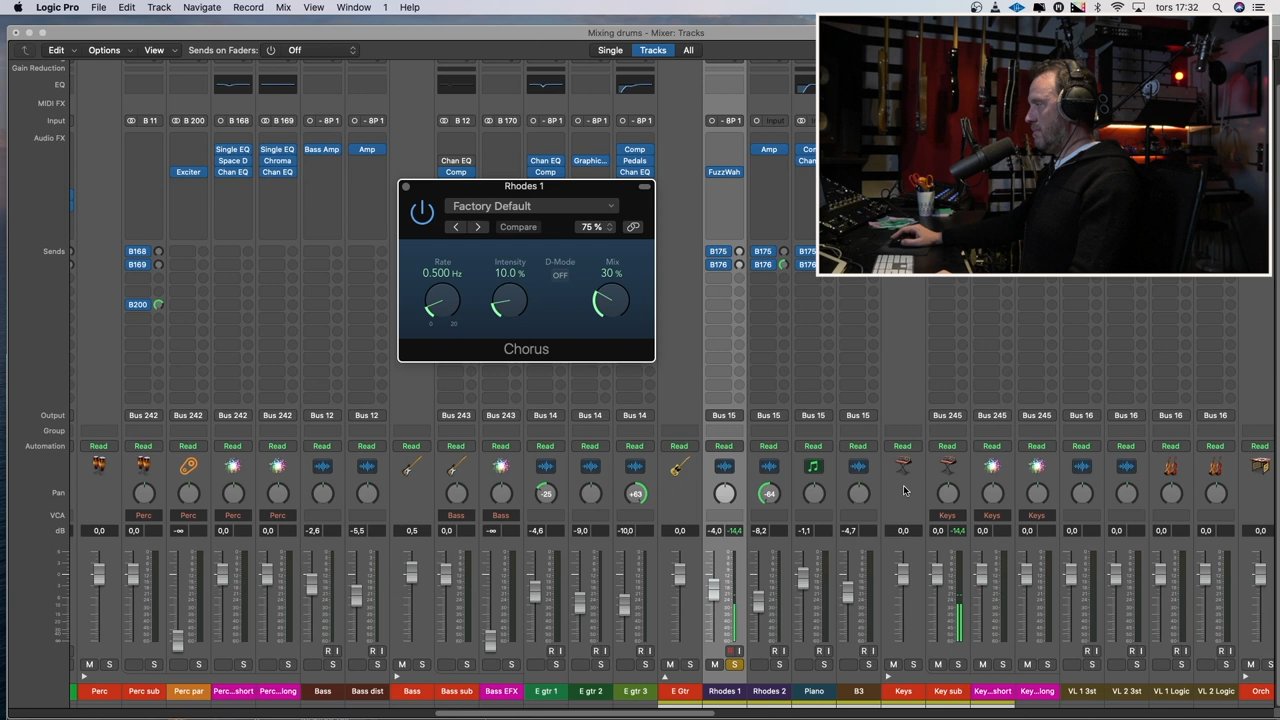 Logic Pro File Edit Track Navigate Record Mix View Window 1 Help tors 17:32
Mixing drums - Mixer: Tracks
Edit Options View Sends on Faders: Off Single Tracks All
Gain Reduction
EQ
MIDI FX
Input B 11 B 200 B 168 B 169 - 8P 1 - 8P 1 B 12 B 170 - 8P 1 - 8P 1 - 8P 1 - 8P 1 Input
Audio FX
Single EQ Single EQ Bass Amp Amp Comp Amp
Space D Chroma Chan EQ Chan EQ Graphic... Pedals
Exciter Chan EQ Chan EQ Comp Comp Chan EQ FuzzWah
Rhodes 1
Factory Default
Compare 75 %
Sends B168 B175 B175
B169 B176 B176
B200
Rate Intensity D-Mode Mix
0.500 Hz 10.0 % OFF 30 %
0 20
Chorus
Output Bus 242 Bus 242 Bus 242 Bus 242 Bus 12 Bus 12 Bus 243 Bus 243 Bus 14 Bus 14 Bus 14 Bus 15 Bus 15 Bus 15 Bus 15 Bus 245 Bus 245 Bus 245 Bus 16 Bus 16 Bus 16 Bus 16
Group
Automation Read Read Read Read Read Read Read Read Read Read Read Read Read Read Read Read Read Read Read Read Read Read Read Read Read Read Read
Pan -25 +63 -64
VCA Perc Perc Perc Bass Bass Keys Keys Keys
dB 0,0 0,0 -∞ 0,0 0,0 -2,6 -5,5 0,5 0,0 -∞ -4,6 -9,0 -10,0 0,0 -4,0 -14,4 -8,2 -1,1 -4,7 0,0 0,0 -14,4 0,0 0,0 0,0 0,0 0,0 0,0 0,0
R I R I R I R I R I R I R I R I R I R I R I
M S S S S S M S M S M S M S M S S S S M S
Perc Perc sub Perc par Perc...short Perc...long Bass Bass dist Bass Bass sub Bass EFX E gtr 1 E gtr 2 E gtr 3 E Gtr Rhodes 1 Rhodes 2 Piano B3 Keys Key sub Key...short Key...long VL 1 3st VL 2 3st VL 1 Logic VL 2 Logic Orch